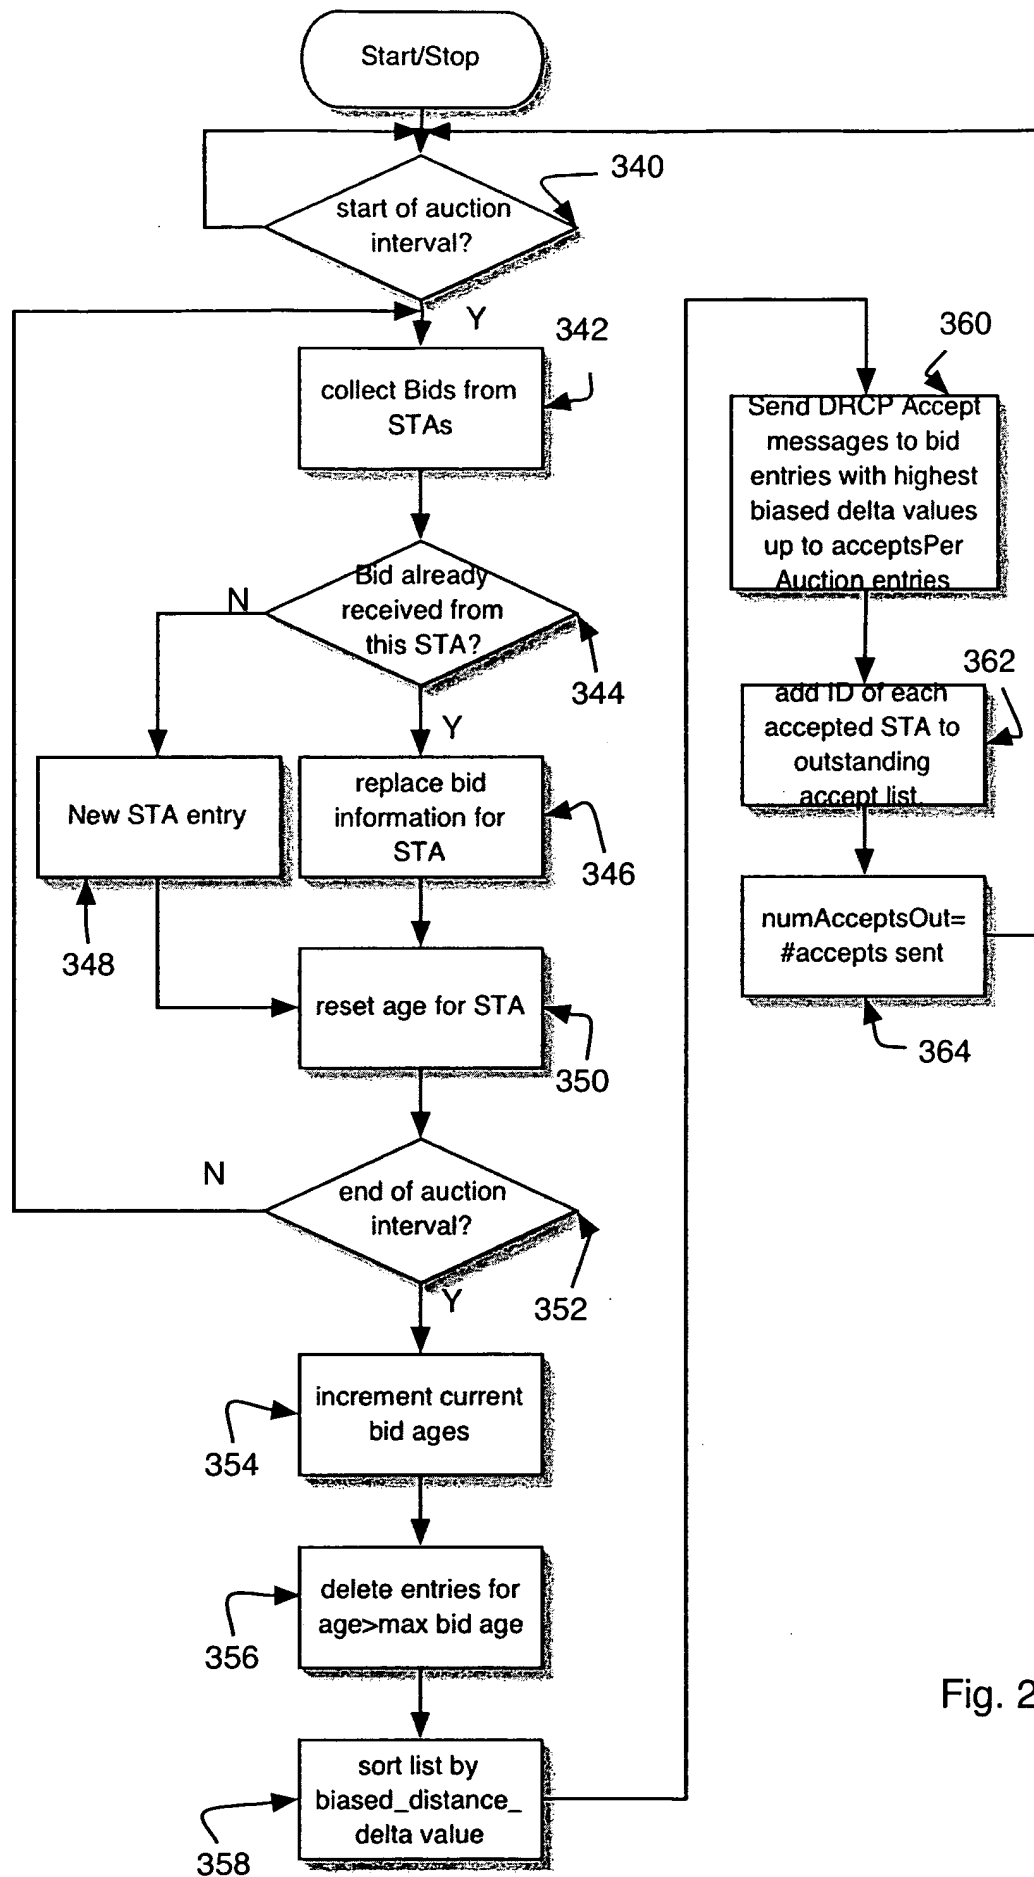 Start/Stop
340
start of auction
interval?
Y
342
collect Bids from
STAs
Bid already
received from
this STA?
N
344
Y
New STA entry
348
replace bid
information for
STA
346
reset age for STA
350
end of auction
interval?
N
352
Y
increment current
bid ages
354
delete entries for
age>max bid age
356
sort list by
biased_distance_
delta value
358
360
Send DRCP Accept
messages to bid
entries with highest
biased delta values
up to acceptsPer
Auction entries
362
add ID of each
accepted STA to
outstanding
accept list.
numAcceptsOut=
#accepts sent
364
Fig. 2